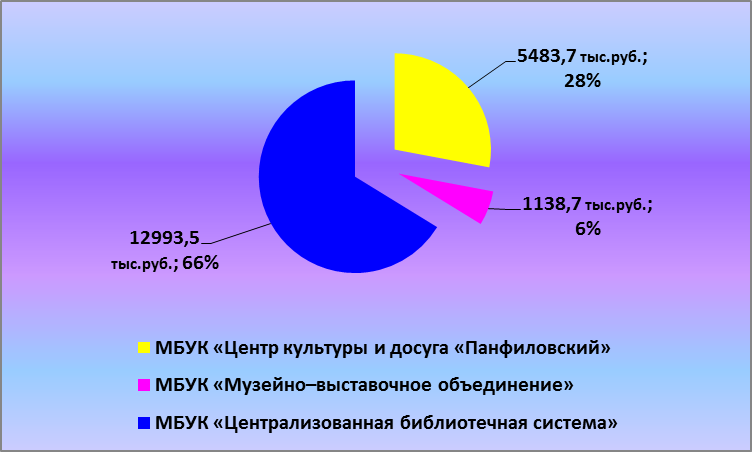 5483,7 тыс.руб.;
28%
1138,7 тыс.руб.;
6%
12993,5
тыс.руб.; 66%
МБУК «Центр культуры и досуга «Панфиловский»
МБУК «Музейно–выставочное объединение»
МБУК «Централизованная библиотечная система»